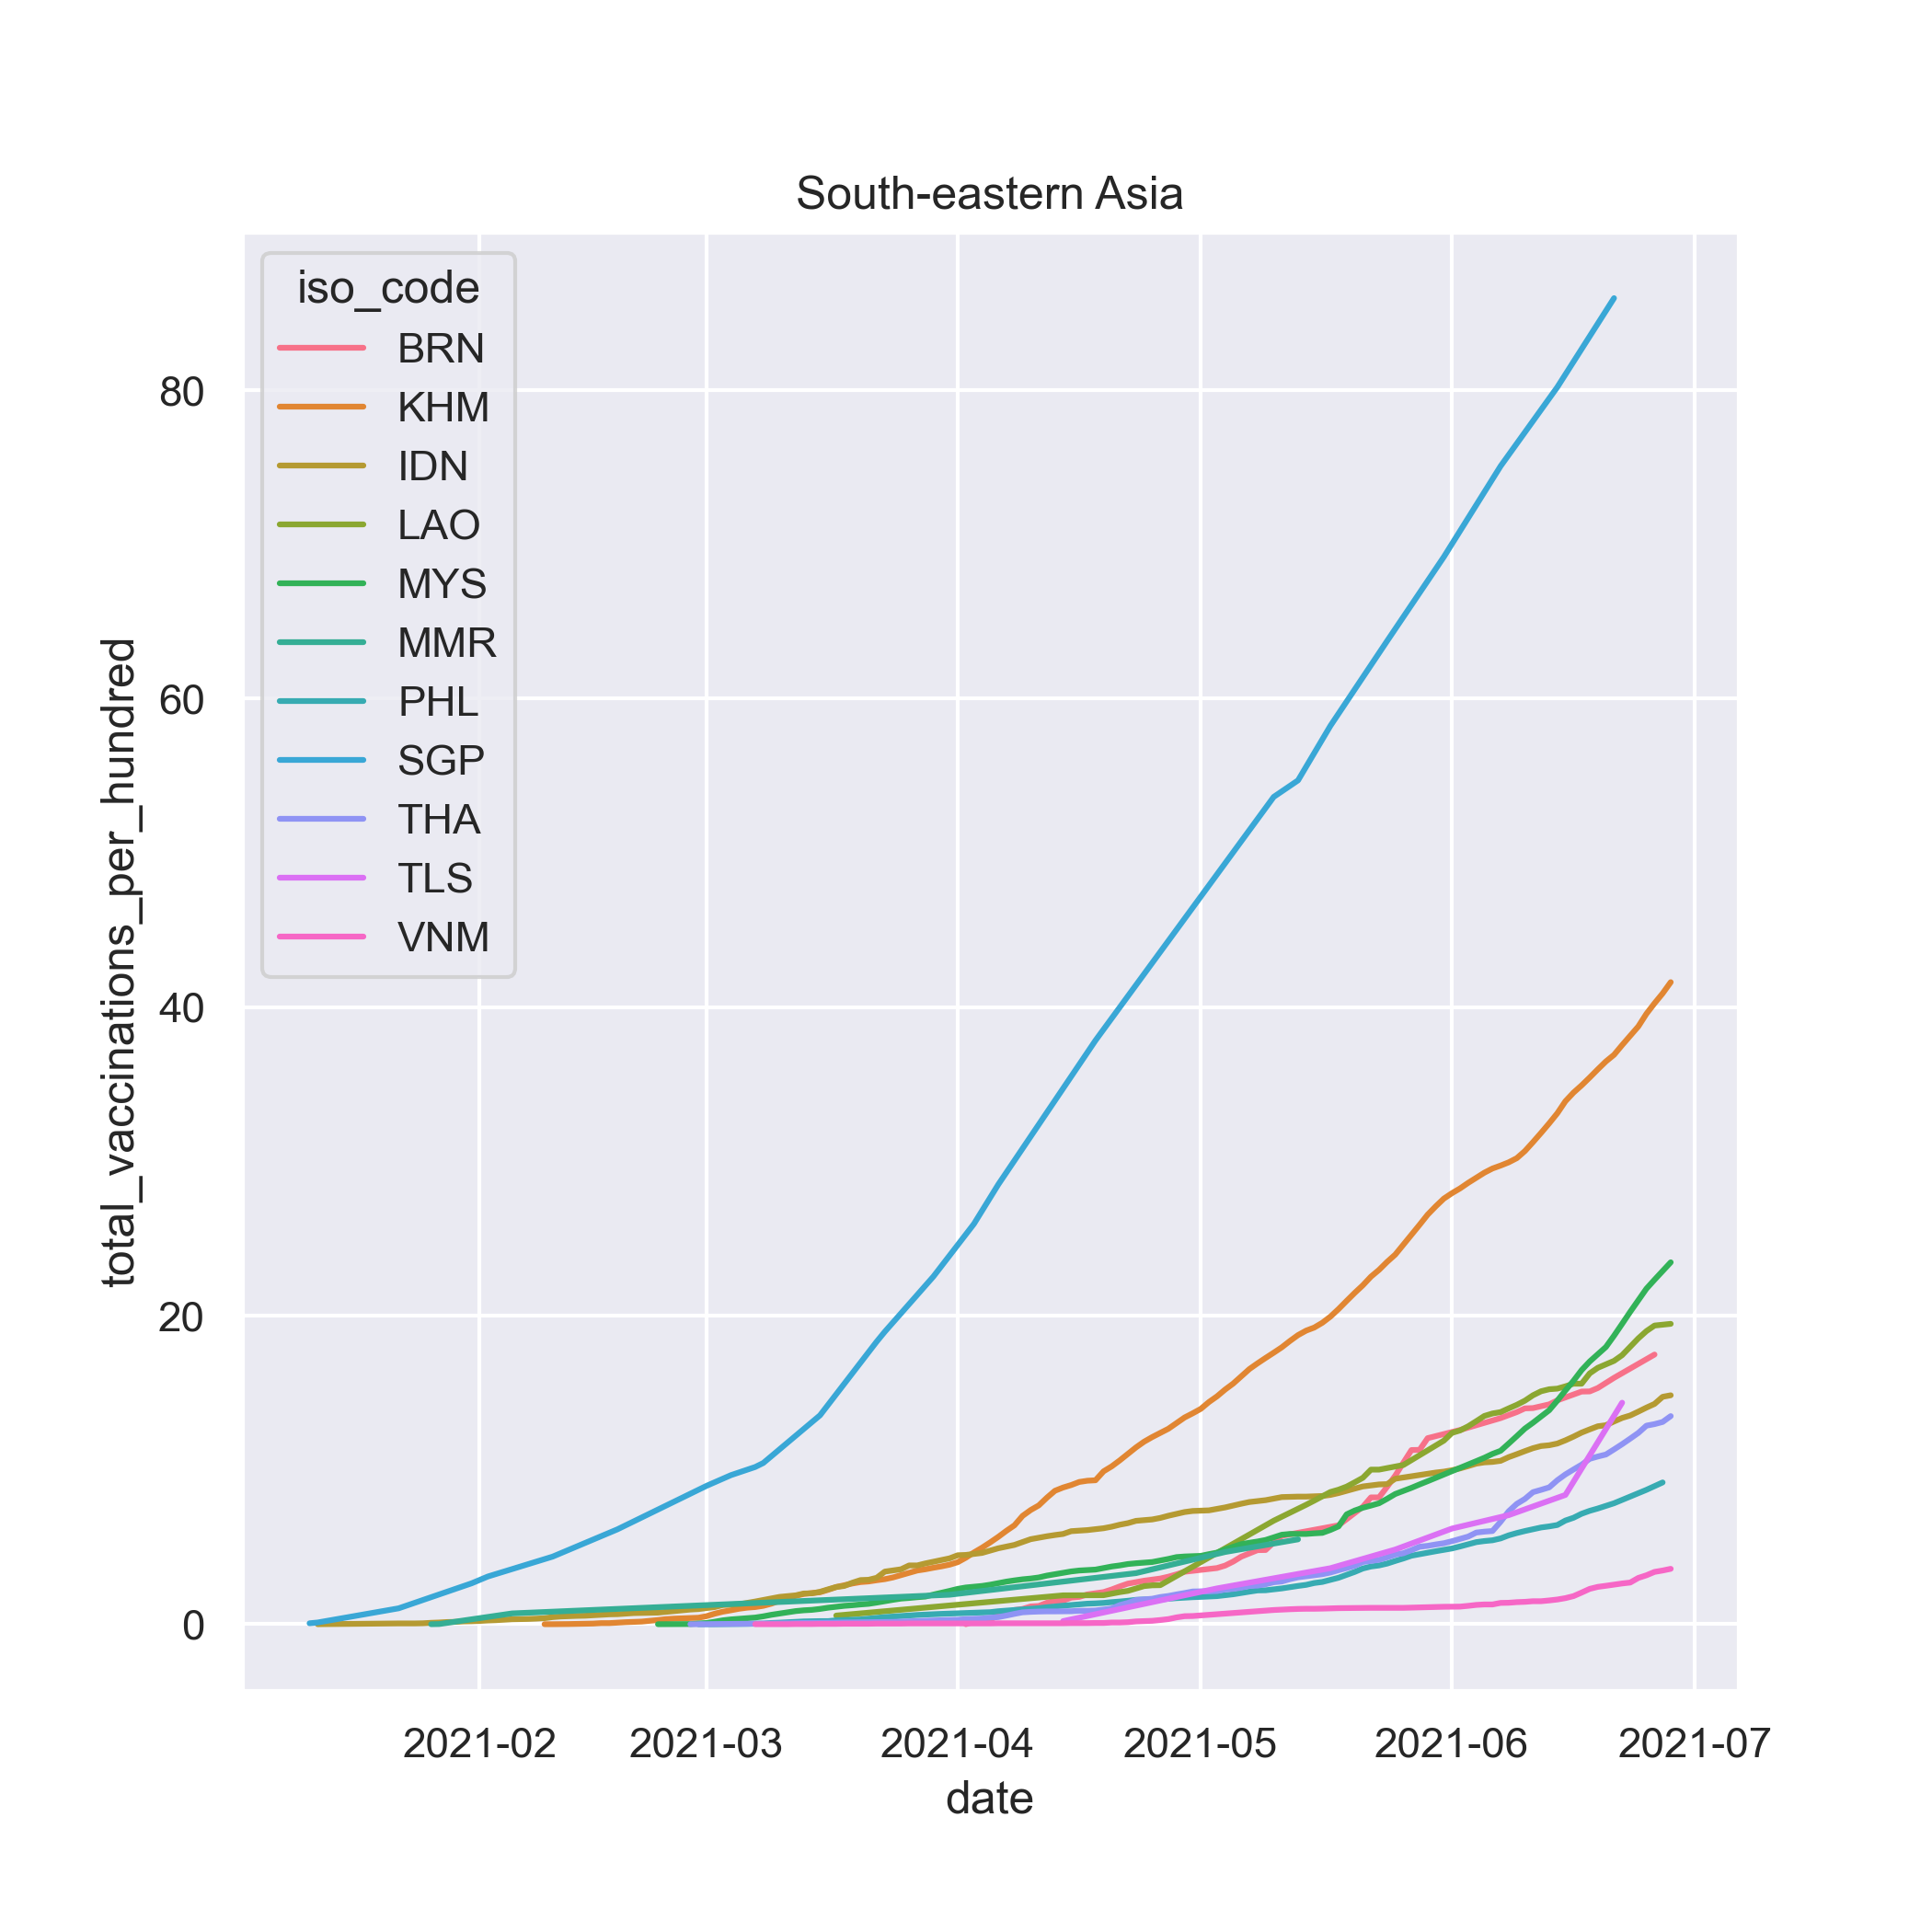 South-eastern Asia
iso_code
BRN
KHM
IDN
LAO
MYS
MMR
PHL
SGP
THA
TLS
VNM
total_vaccinations_per_hundred
80
60
40
20
0
2021-02 2021-03 2021-04 2021-05 2021-06 2021-07
date